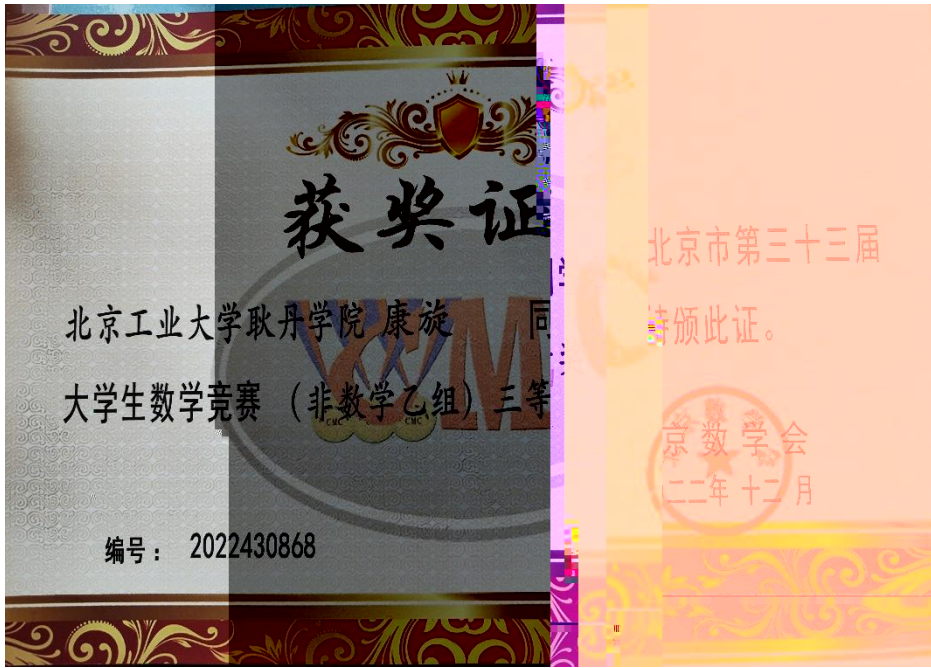 获奖证
北京工业大学耿丹学院 康旋 同 北京市第三十三届
大学生数学竞赛 (非数学乙组) 三等 特颁此证。
CMC CMC
京数学会
二二年 十二 月
编号： 2022430868